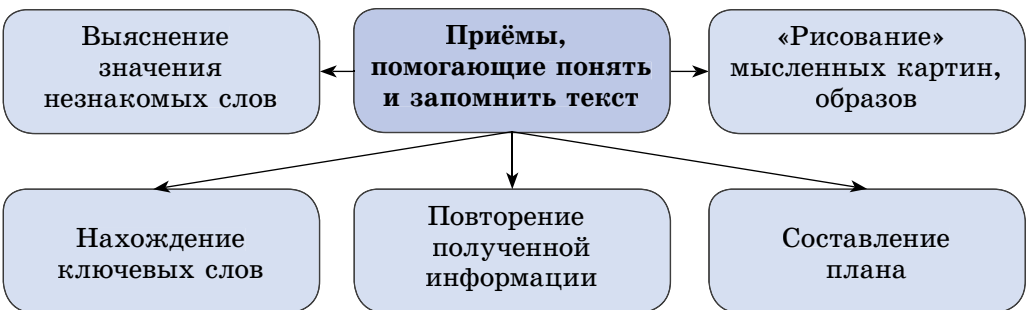 Выяснение
значения
незнакомых слов
Приёмы,
помогающие понять
и запомнить текст
«Рисование»
мысленных картин,
образов
Нахождение
ключевых слов
Повторение
полученной
информации
Составление
плана